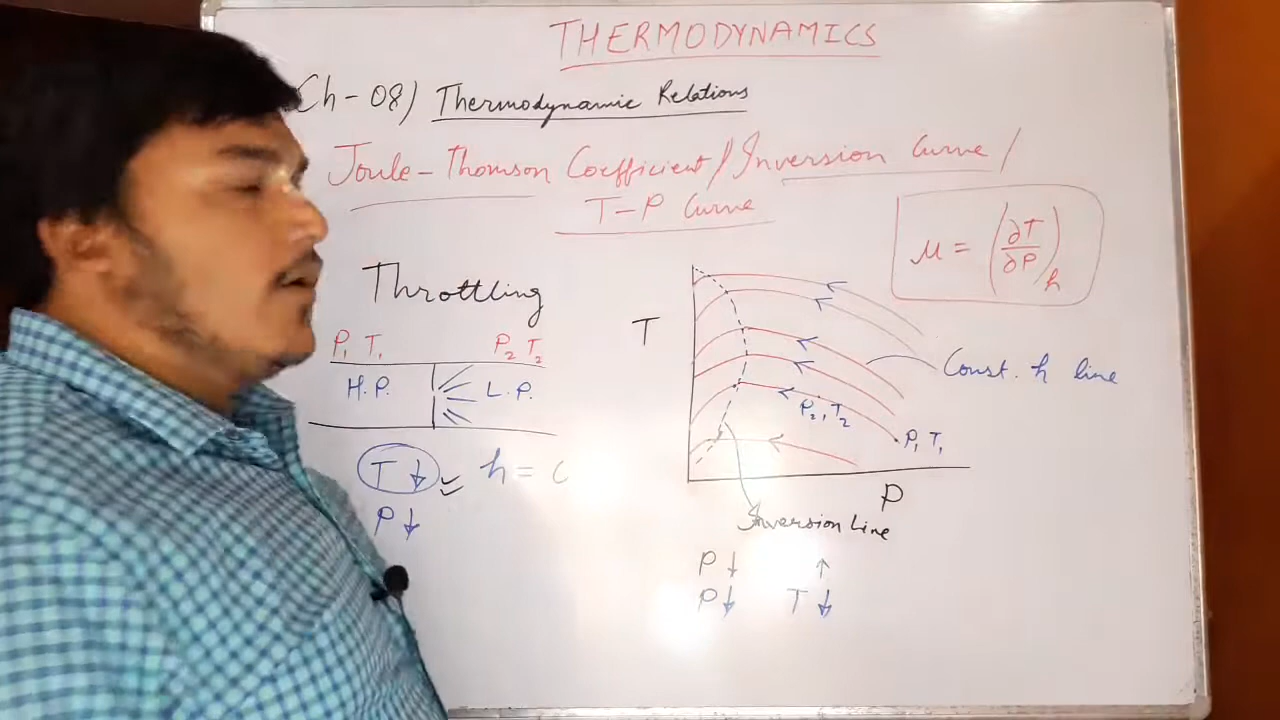 THERMODYNAMICS
Ch-08) Thermodynamic Relations
Joule-Thomson Coefficient/Inversion Curve/
T-P Curve
μ = (∂T/∂P)h
Throttling
P₁ T₁ P₂ T₂
H.P. L.P.
T↓ h = C
P↓
T
Const. h line
P₂, T₂
P₁ T₁
P
Inversion Line
P↓ ↑
P↓ T↓